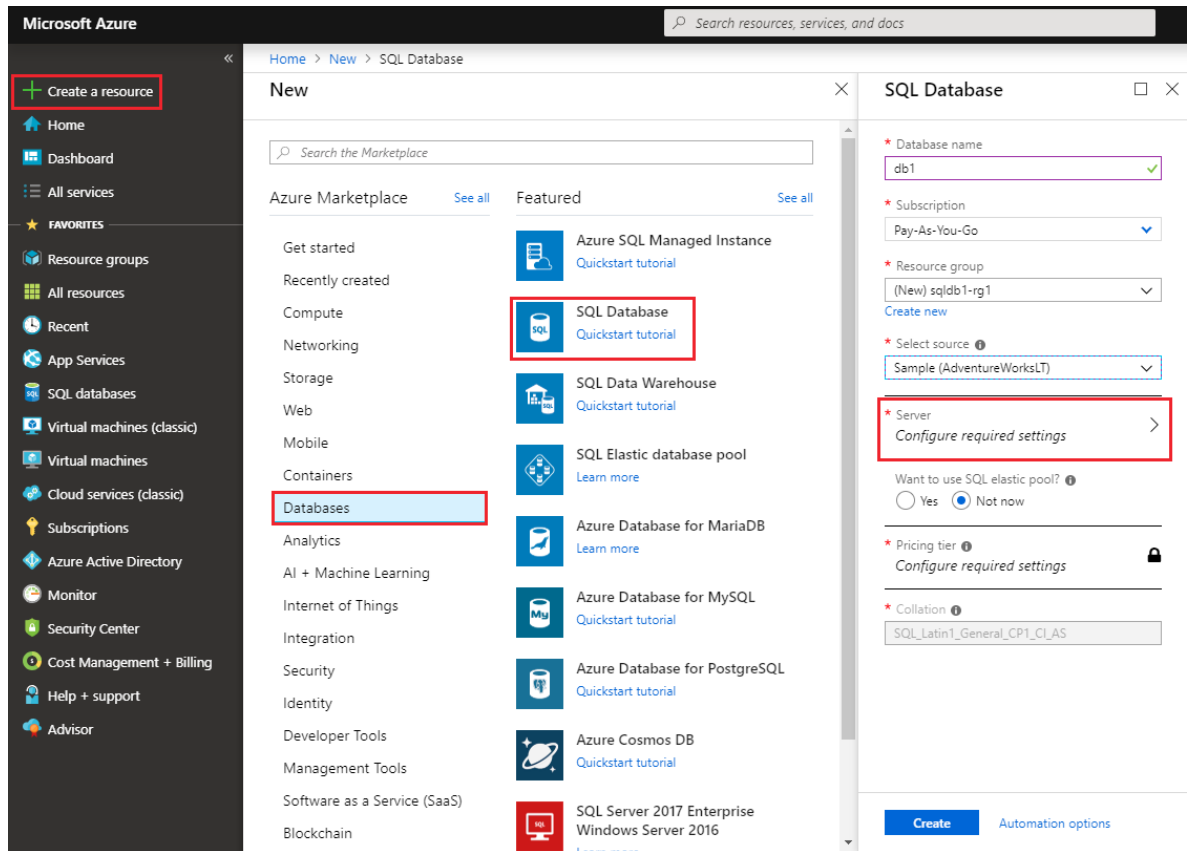 Microsoft Azure
Search resources, services, and docs
«
Create a resource
Home
Dashboard
All services
FAVORITES
Resource groups
All resources
Recent
App Services
SQL databases
Virtual machines (classic)
Virtual machines
Cloud services (classic)
Subscriptions
Azure Active Directory
Monitor
Security Center
Cost Management + Billing
Help + support
Advisor
Home > New > SQL Database
New
Search the Marketplace
Azure Marketplace See all
Get started
Recently created
Compute
Networking
Storage
Web
Mobile
Containers
Databases
Analytics
AI + Machine Learning
Internet of Things
Integration
Security
Identity
Developer Tools
Management Tools
Software as a Service (SaaS)
Blockchain
Featured See all
Azure SQL Managed Instance
Quickstart tutorial
SQL
SQL Database
Quickstart tutorial
SQL Data Warehouse
Quickstart tutorial
SQL Elastic database pool
Learn more
Azure Database for MariaDB
Learn more
My
Azure Database for MySQL
Quickstart tutorial
Azure Database for PostgreSQL
Quickstart tutorial
Azure Cosmos DB
Quickstart tutorial
SQL Server 2017 Enterprise
Windows Server 2016
SQL Database
* Database name
db1
* Subscription
Pay-As-You-Go
* Resource group
(New) sqldb1-rg1
Create new
* Select source
Sample (AdventureWorksLT)
* Server
Configure required settings
Want to use SQL elastic pool?
Yes Not now
* Pricing tier
Configure required settings
* Collation
SQL_Latin1_General_CP1_CI_AS
Create Automation options